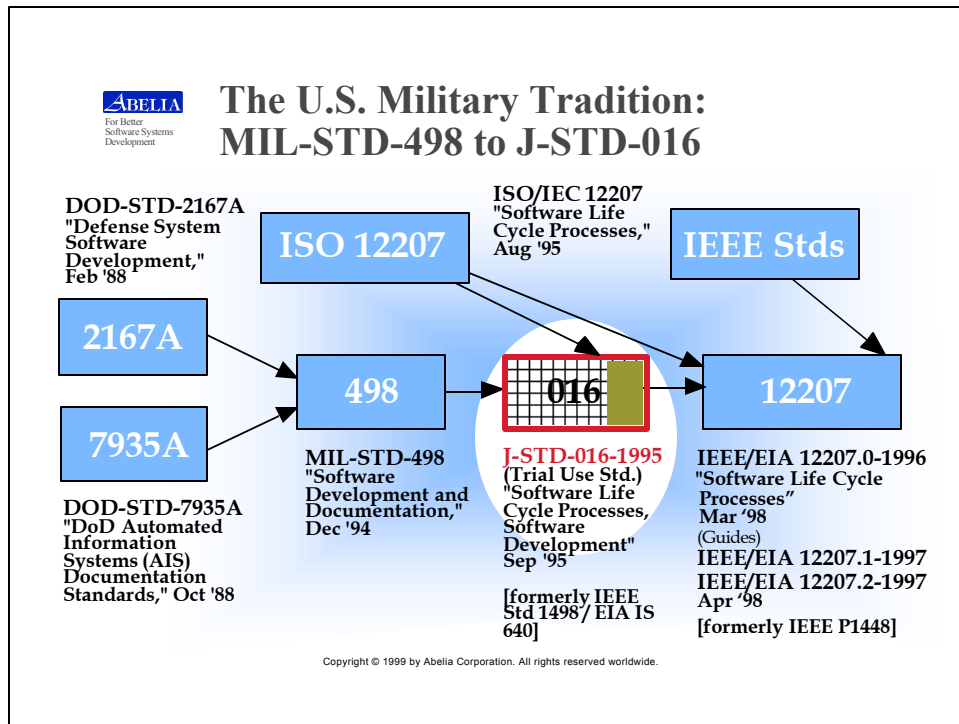 ABELIA
For Better
Software Systems
Development
The U.S. Military Tradition:
MIL-STD-498 to J-STD-016
DOD-STD-2167A
"Defense System
Software
Development,"
Feb '88
ISO 12207
ISO/IEC 12207
"Software Life
Cycle Processes,"
Aug '95
IEEE Stds
2167A
498
016
12207
7935A
DOD-STD-7935A
"DoD Automated
Information
Systems (AIS)
Documentation
Standards," Oct '88
MIL-STD-498
"Software
Development and
Documentation,"
Dec '94
J-STD-016-1995
(Trial Use Std.)
"Software Life
Cycle Processes,
Software
Development"
Sep '95
[formerly IEEE
Std 1498 / EIA IS
640]
IEEE/EIA 12207.0-1996
"Software Life Cycle
Processes”
Mar ‘98
(Guides)
IEEE/EIA 12207.1-1997
IEEE/EIA 12207.2-1997
Apr ‘98
[formerly IEEE P1448]
Copyright © 1999 by Abelia Corporation. All rights reserved worldwide.